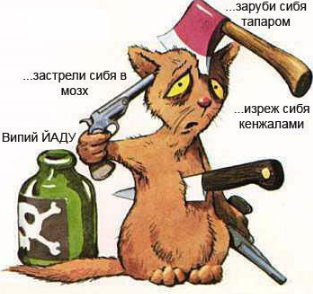 ...заруби сибя
тапаром
...застрели сибя в
мозх
...изреж сибя
кенжалами
Випий ЙАДУ